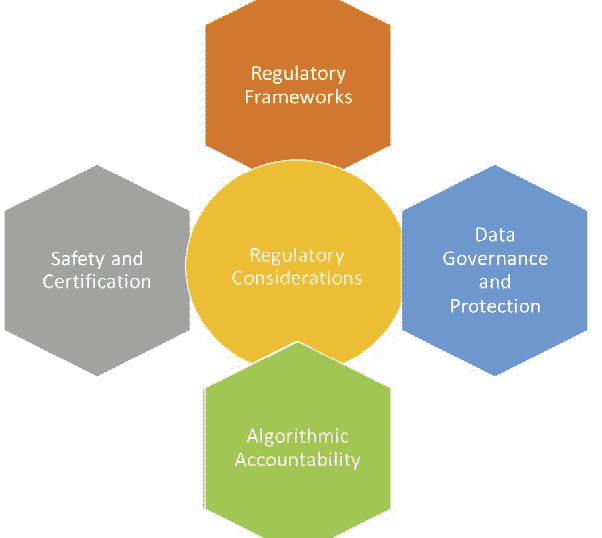 Regulatory
Frameworks
Safety and
Certification
Regulatory
Considerations
Data
Governance
and
Protection
Algorithmic
Accountability